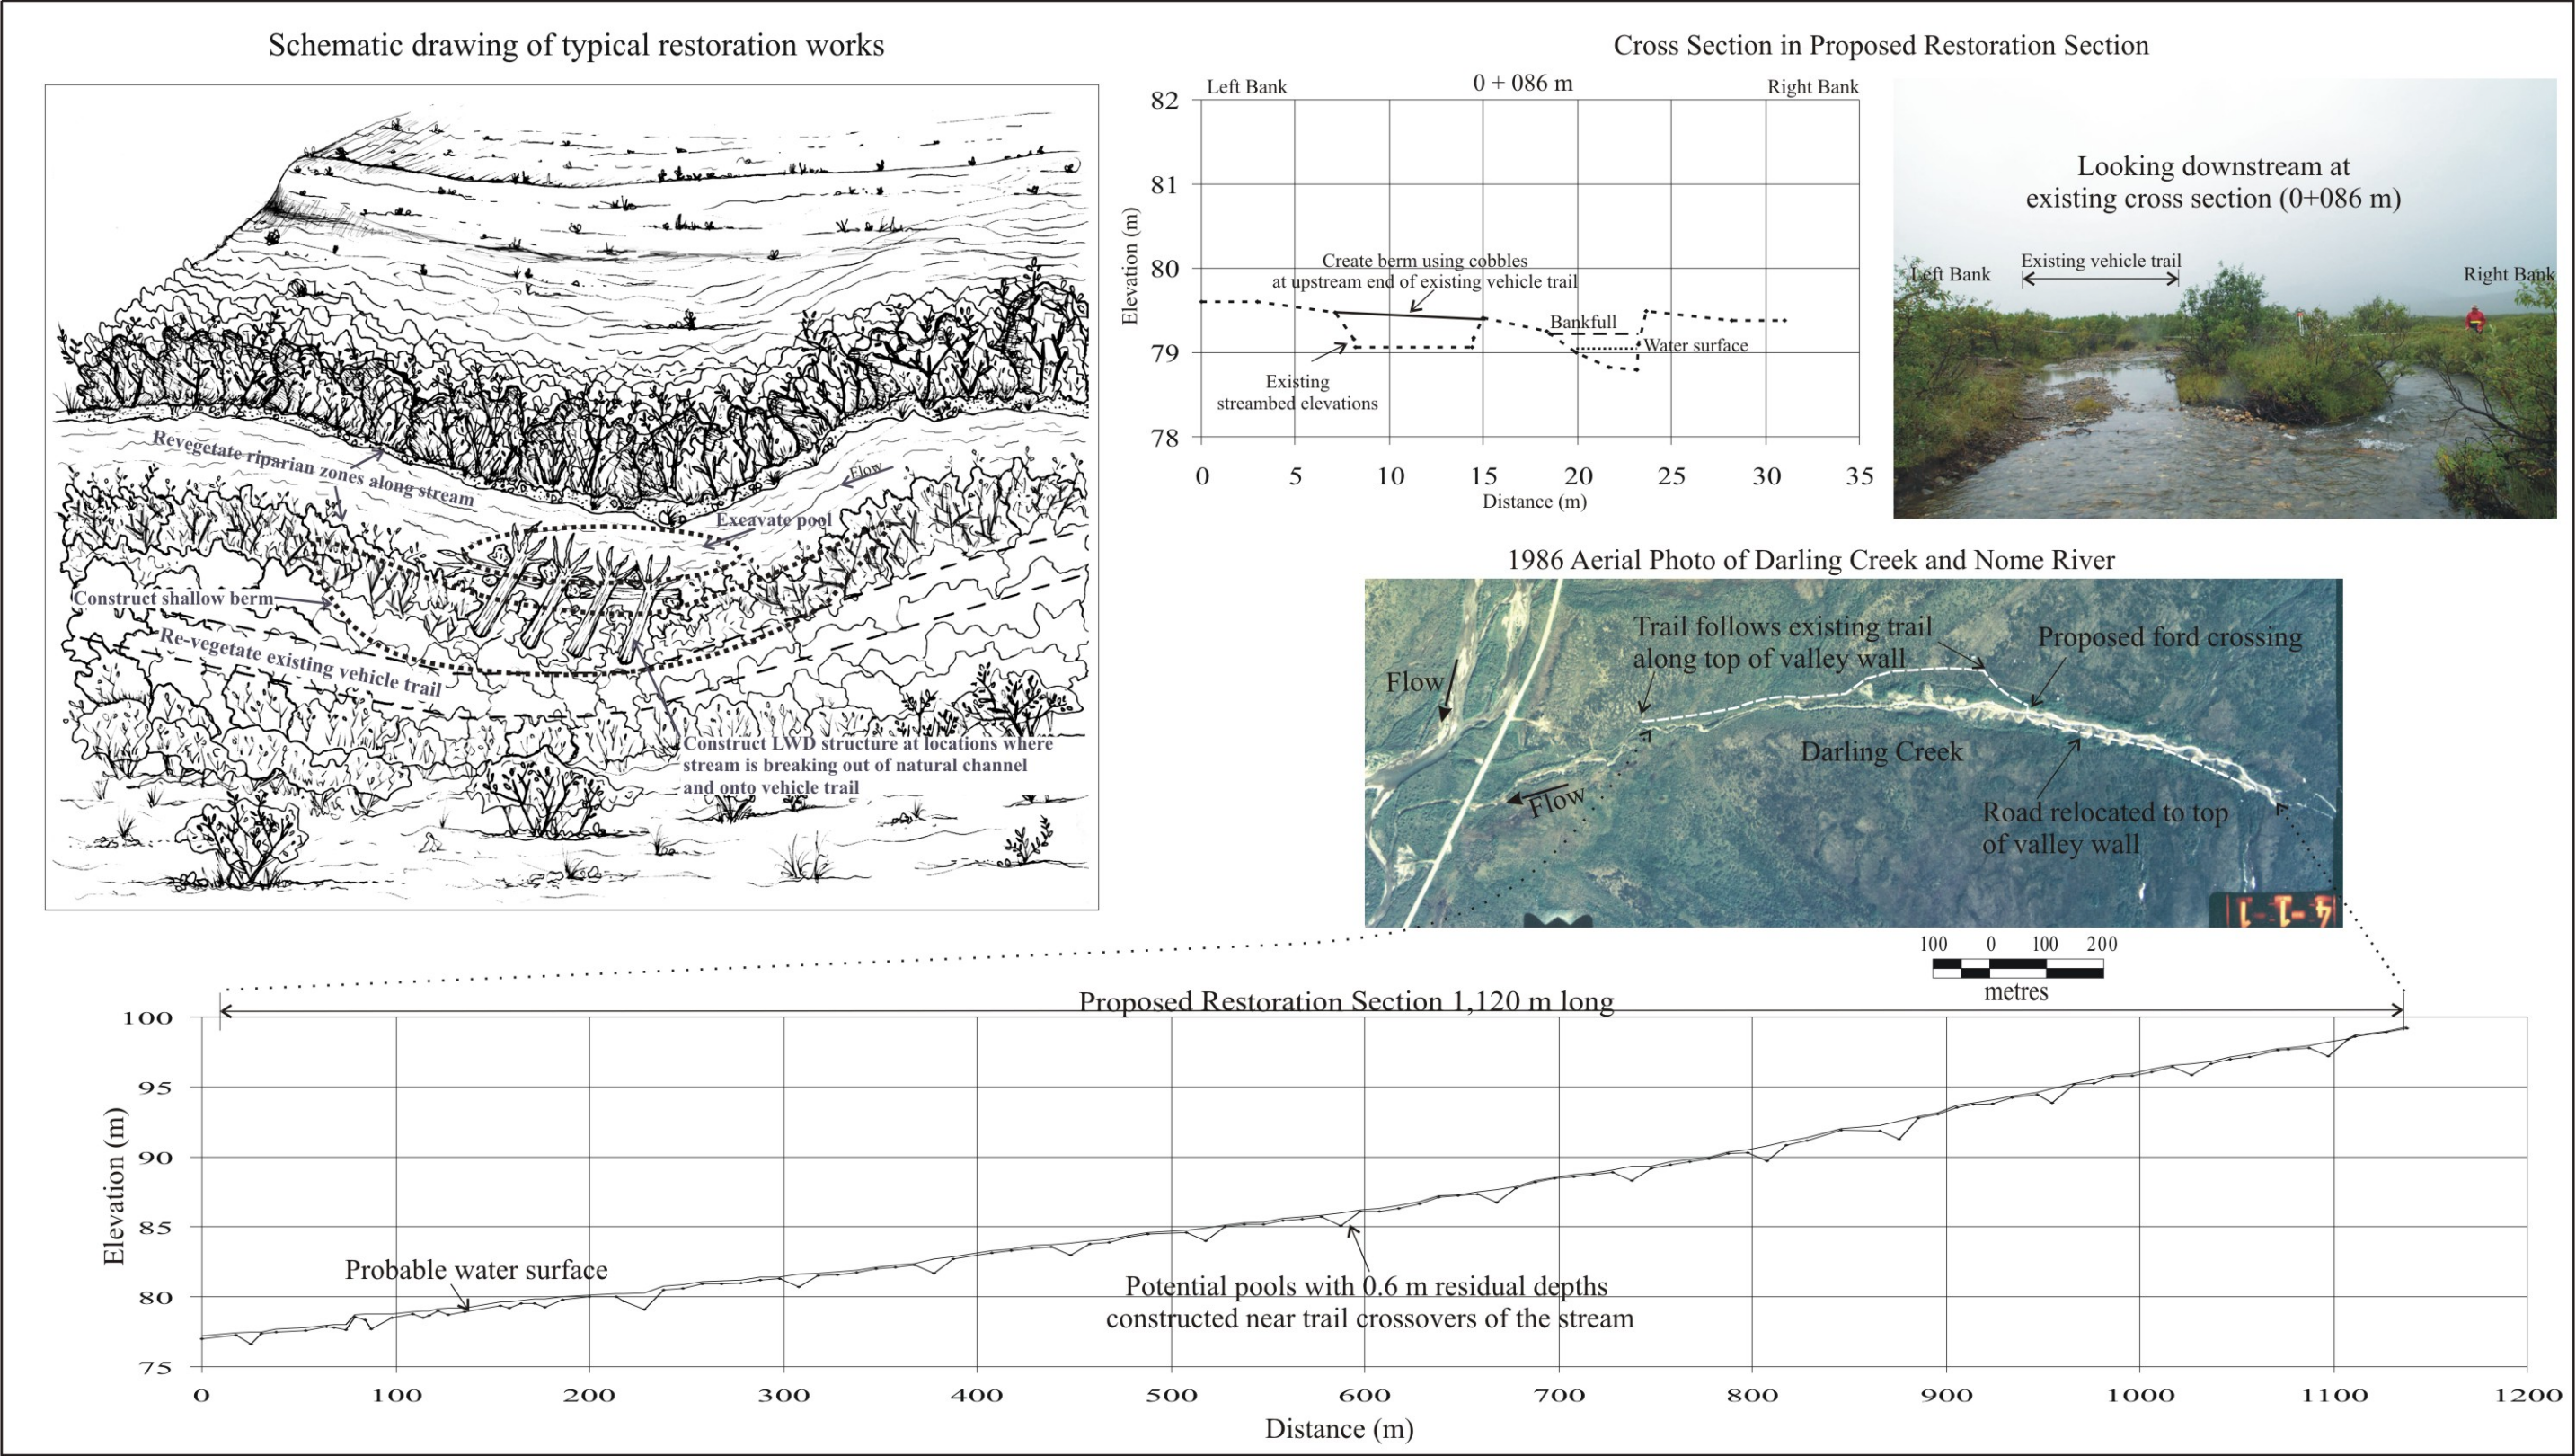 Schematic drawing of typical restoration works
Revegetate riparian zones along stream
Flow
Excavate pool
Construct shallow berm
Re-vegetate existing vehicle trail
Construct LWD structure at locations where
stream is breaking out of natural channel
and onto vehicle trail
Cross Section in Proposed Restoration Section
Left Bank
0 + 086 m
Right Bank
82
81
80
79
78
Elevation (m)
Create berm using cobbles
at upstream end of existing vehicle trail
Bankfull
Water surface
Existing
streambed elevations
0 5 10 15 20 25 30 35
Distance (m)
Looking downstream at
existing cross section (0+086 m)
Left Bank
Existing vehicle trail
Right Bank
1986 Aerial Photo of Darling Creek and Nome River
Trail follows existing trail
along top of valley wall
Proposed ford crossing
Flow
Darling Creek
Flow
Road relocated to top
of valley wall
100 0 100 200
metres
Proposed Restoration Section 1,120 m long
100
95
90
85
80
75
Elevation (m)
Probable water surface
Potential pools with 0.6 m residual depths
constructed near trail crossovers of the stream
0 100 200 300 400 500 600 700 800 900 1000 1100 1200
Distance (m)